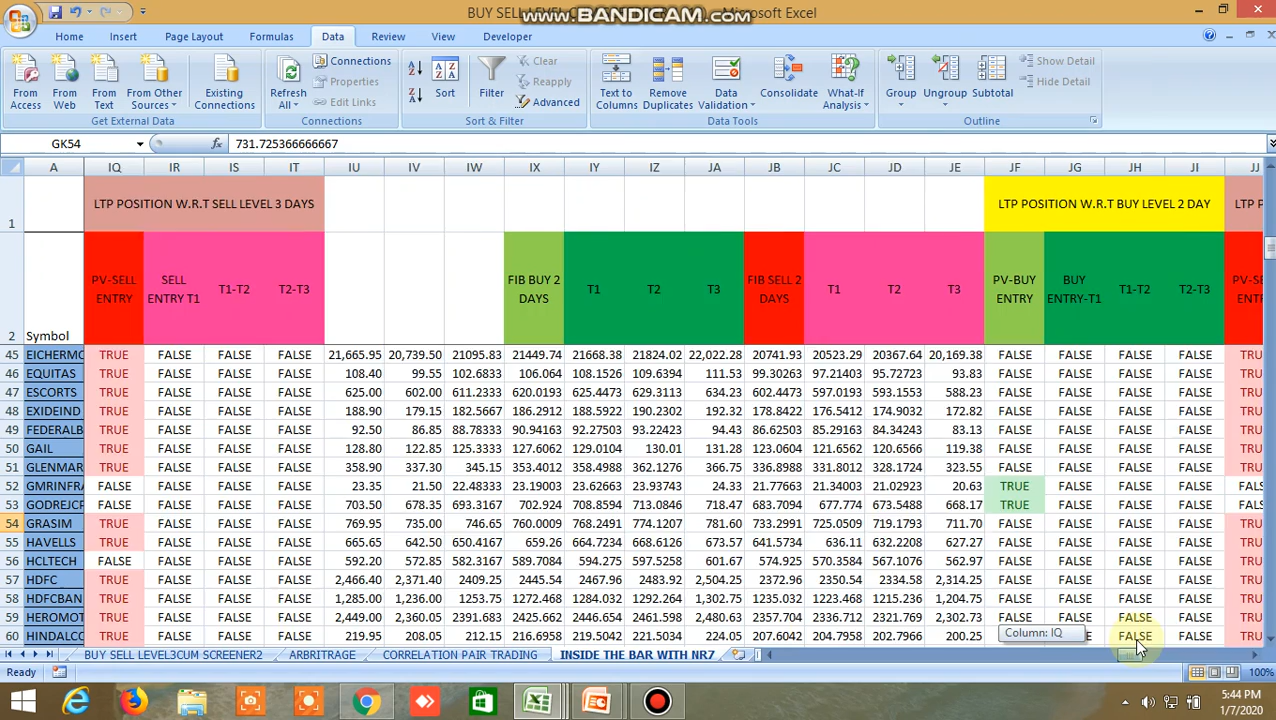 BUY SELL LEVEL
www.BANDICAM.com
Microsoft Excel
Home Insert Page Layout Formulas Data Review View Developer
From Access From Web From Text From Other Sources Existing Connections Refresh All Connections Properties Edit Links Sort Filter Clear Reapply Advanced Text to Columns Remove Duplicates Data Validation Consolidate What-If Analysis Group Ungroup Subtotal Show Detail Hide Detail
Get External Data Connections Sort & Filter Data Tools Outline
GK54 fx 731.725366666667
A IQ IR IS IT IU IV IW IX IY IZ JA JB JC JD JE JF JG JH JI JJ
1 LTP POSITION W.R.T SELL LEVEL 3 DAYS LTP POSITION W.R.T BUY LEVEL 2 DAY LTP P
2 Symbol PV-SELL ENTRY SELL ENTRY T1 T1-T2 T2-T3 FIB BUY 2 DAYS T1 T2 T3 FIB SELL 2 DAYS T1 T2 T3 PV-BUY ENTRY BUY ENTRY-T1 T1-T2 T2-T3 PV-SE ENT
45 EICHERMO TRUE FALSE FALSE FALSE 21,665.95 20,739.50 21095.83 21449.74 21668.38 21824.02 22,022.28 20741.93 20523.29 20367.64 20,169.38 FALSE FALSE FALSE FALSE TRU
46 EQUITAS TRUE FALSE FALSE FALSE 108.40 99.55 102.6833 106.064 108.1526 109.6394 111.53 99.30263 97.21403 95.72723 93.83 FALSE FALSE FALSE FALSE TRU
47 ESCORTS TRUE FALSE FALSE FALSE 625.00 602.00 611.2333 620.0193 625.4473 629.3113 634.23 602.4473 597.0193 593.1553 588.23 FALSE FALSE FALSE FALSE TRU
48 EXIDEIND TRUE FALSE FALSE FALSE 188.90 179.15 182.5667 186.2912 188.5922 190.2302 192.32 178.8422 176.5412 174.9032 172.82 FALSE FALSE FALSE FALSE TRU
49 FEDERALB TRUE FALSE FALSE FALSE 92.50 86.85 88.78333 90.94163 92.27503 93.22423 94.43 86.62503 85.29163 84.34243 83.13 FALSE FALSE FALSE FALSE TRU
50 GAIL TRUE FALSE FALSE FALSE 128.80 122.85 125.3333 127.6062 129.0104 130.01 131.28 123.0604 121.6562 120.6566 119.38 FALSE FALSE FALSE FALSE TRU
51 GLENMAR TRUE FALSE FALSE FALSE 357.80 337.30 345.15 353.4012 358.4988 362.1276 366.75 336.8988 331.8012 328.1724 323.55 FALSE FALSE FALSE FALSE TRU
52 GMRINFRA FALSE FALSE FALSE FALSE 23.35 21.50 22.48333 23.19003 23.62663 23.93743 24.33 21.77663 21.34003 21.02923 20.63 TRUE FALSE FALSE FALSE FALS
53 GODREJCP FALSE FALSE FALSE FALSE 703.50 678.35 693.2667 702.924 708.8594 713.0846 718.47 683.7094 677.774 673.5488 668.17 TRUE FALSE FALSE FALSE FALS
54 GRASIM TRUE FALSE FALSE FALSE 769.95 735.00 746.65 760.0009 768.2491 774.1207 781.60 733.2991 725.0509 719.1793 711.70 FALSE FALSE FALSE FALSE TRU
55 HAVELLS TRUE FALSE FALSE FALSE 665.65 642.50 650.4167 659.26 664.7234 668.6126 673.57 641.5734 636.11 632.2208 627.27 FALSE FALSE FALSE FALSE TRU
56 HCLTECH FALSE FALSE FALSE FALSE 592.20 572.85 582.3167 589.7084 594.275 597.5258 601.67 574.925 570.3584 567.1076 562.97 FALSE FALSE FALSE FALSE FALS
57 HDFC TRUE FALSE FALSE FALSE 2,466.40 2,371.40 2409.25 2445.54 2467.96 2483.92 2,504.25 2372.96 2350.54 2334.58 2,314.25 FALSE FALSE FALSE FALSE TRU
58 HDFCBAN TRUE FALSE FALSE FALSE 1,285.00 1,236.00 1253.75 1272.468 1284.032 1292.264 1,302.75 1235.032 1223.468 1215.236 1,204.75 FALSE FALSE FALSE FALSE TRU
59 HEROMOT TRUE FALSE FALSE FALSE 2,449.00 2,360.05 2391.683 2425.662 2446.654 2461.598 2,480.63 2357.704 2336.712 2321.769 2,302.73 FALSE FALSE FALSE FALSE TRU
60 HINDALCO TRUE FALSE FALSE FALSE 208.05 212.15 216.6958 219.5042 221.5034 224.05 207.6042 204.7958 202.7966 200.25 FALSE FALSE TRU
Column: IQ
BUY SELL LEVEL3CUM SCREENER2 ARBITRAGE CORRELATION PAIR TRADING INSIDE THE BAR WITH NR7
Ready 100%
5:44 PM
1/7/2020